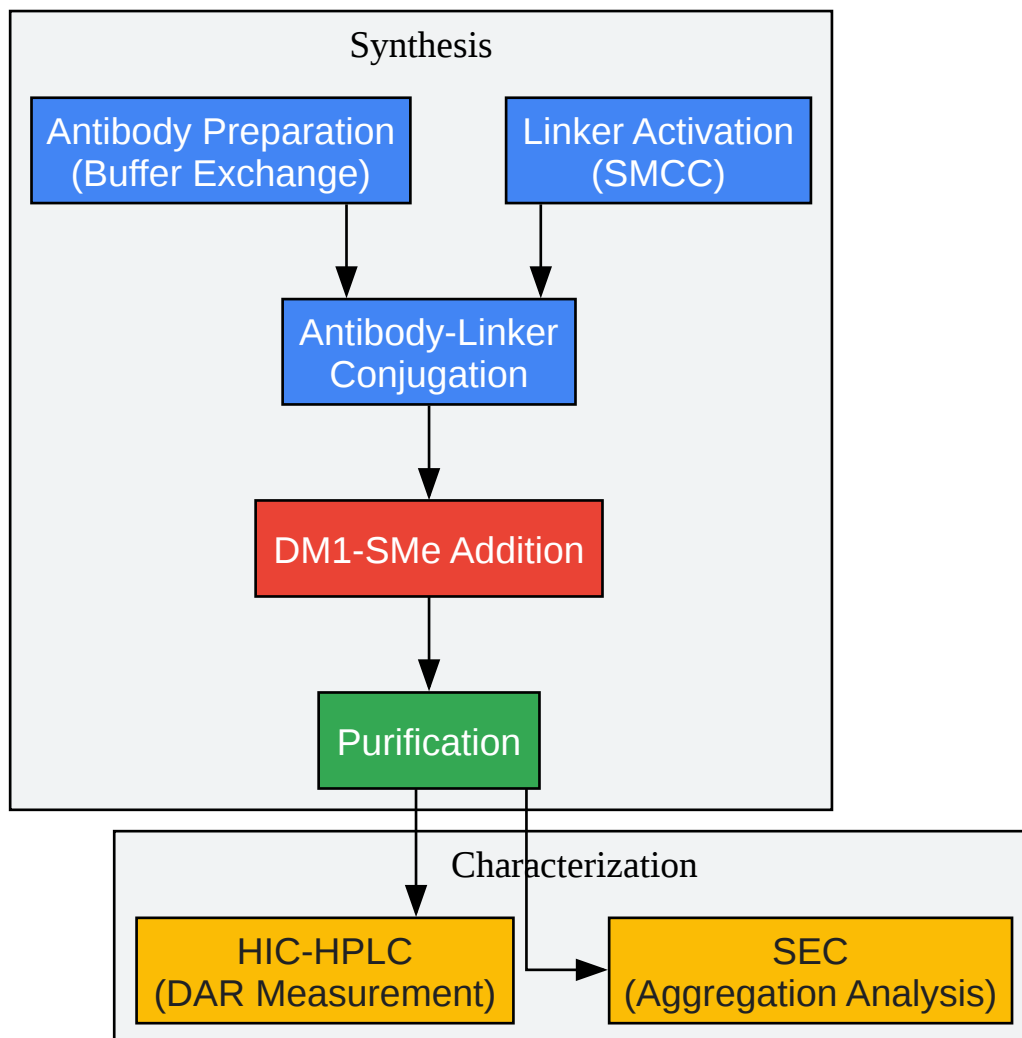 Synthesis
Antibody Preparation
(Buffer Exchange)
Linker Activation
(SMCC)
Antibody-Linker
Conjugation
DM1-SMe Addition
Purification
Characterization
HIC-HPLC
(DAR Measurement)
SEC
(Aggregation Analysis)